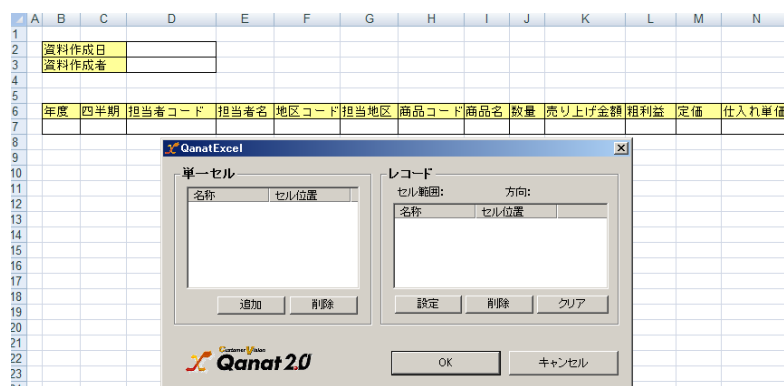 A B C D E F G H I J K L M N
1
2 資料作成日
3 資料作成者
4
5
6 年度 四半期 担当者コード 担当者名 地区コード 担当地区 商品コード 商品名 数量 売り上げ金額 粗利益 定価 仕入れ単価
7
8
9
10
11
12
13
14
15
16
17
18
19
20
21
22
23
QanatExcel
単一セル
名称 セル位置
追加 削除
レコード
セル範囲: 方向:
名称 セル位置
設定 削除 クリア
CustomerVision
Qanat 2.0
OK キャンセル